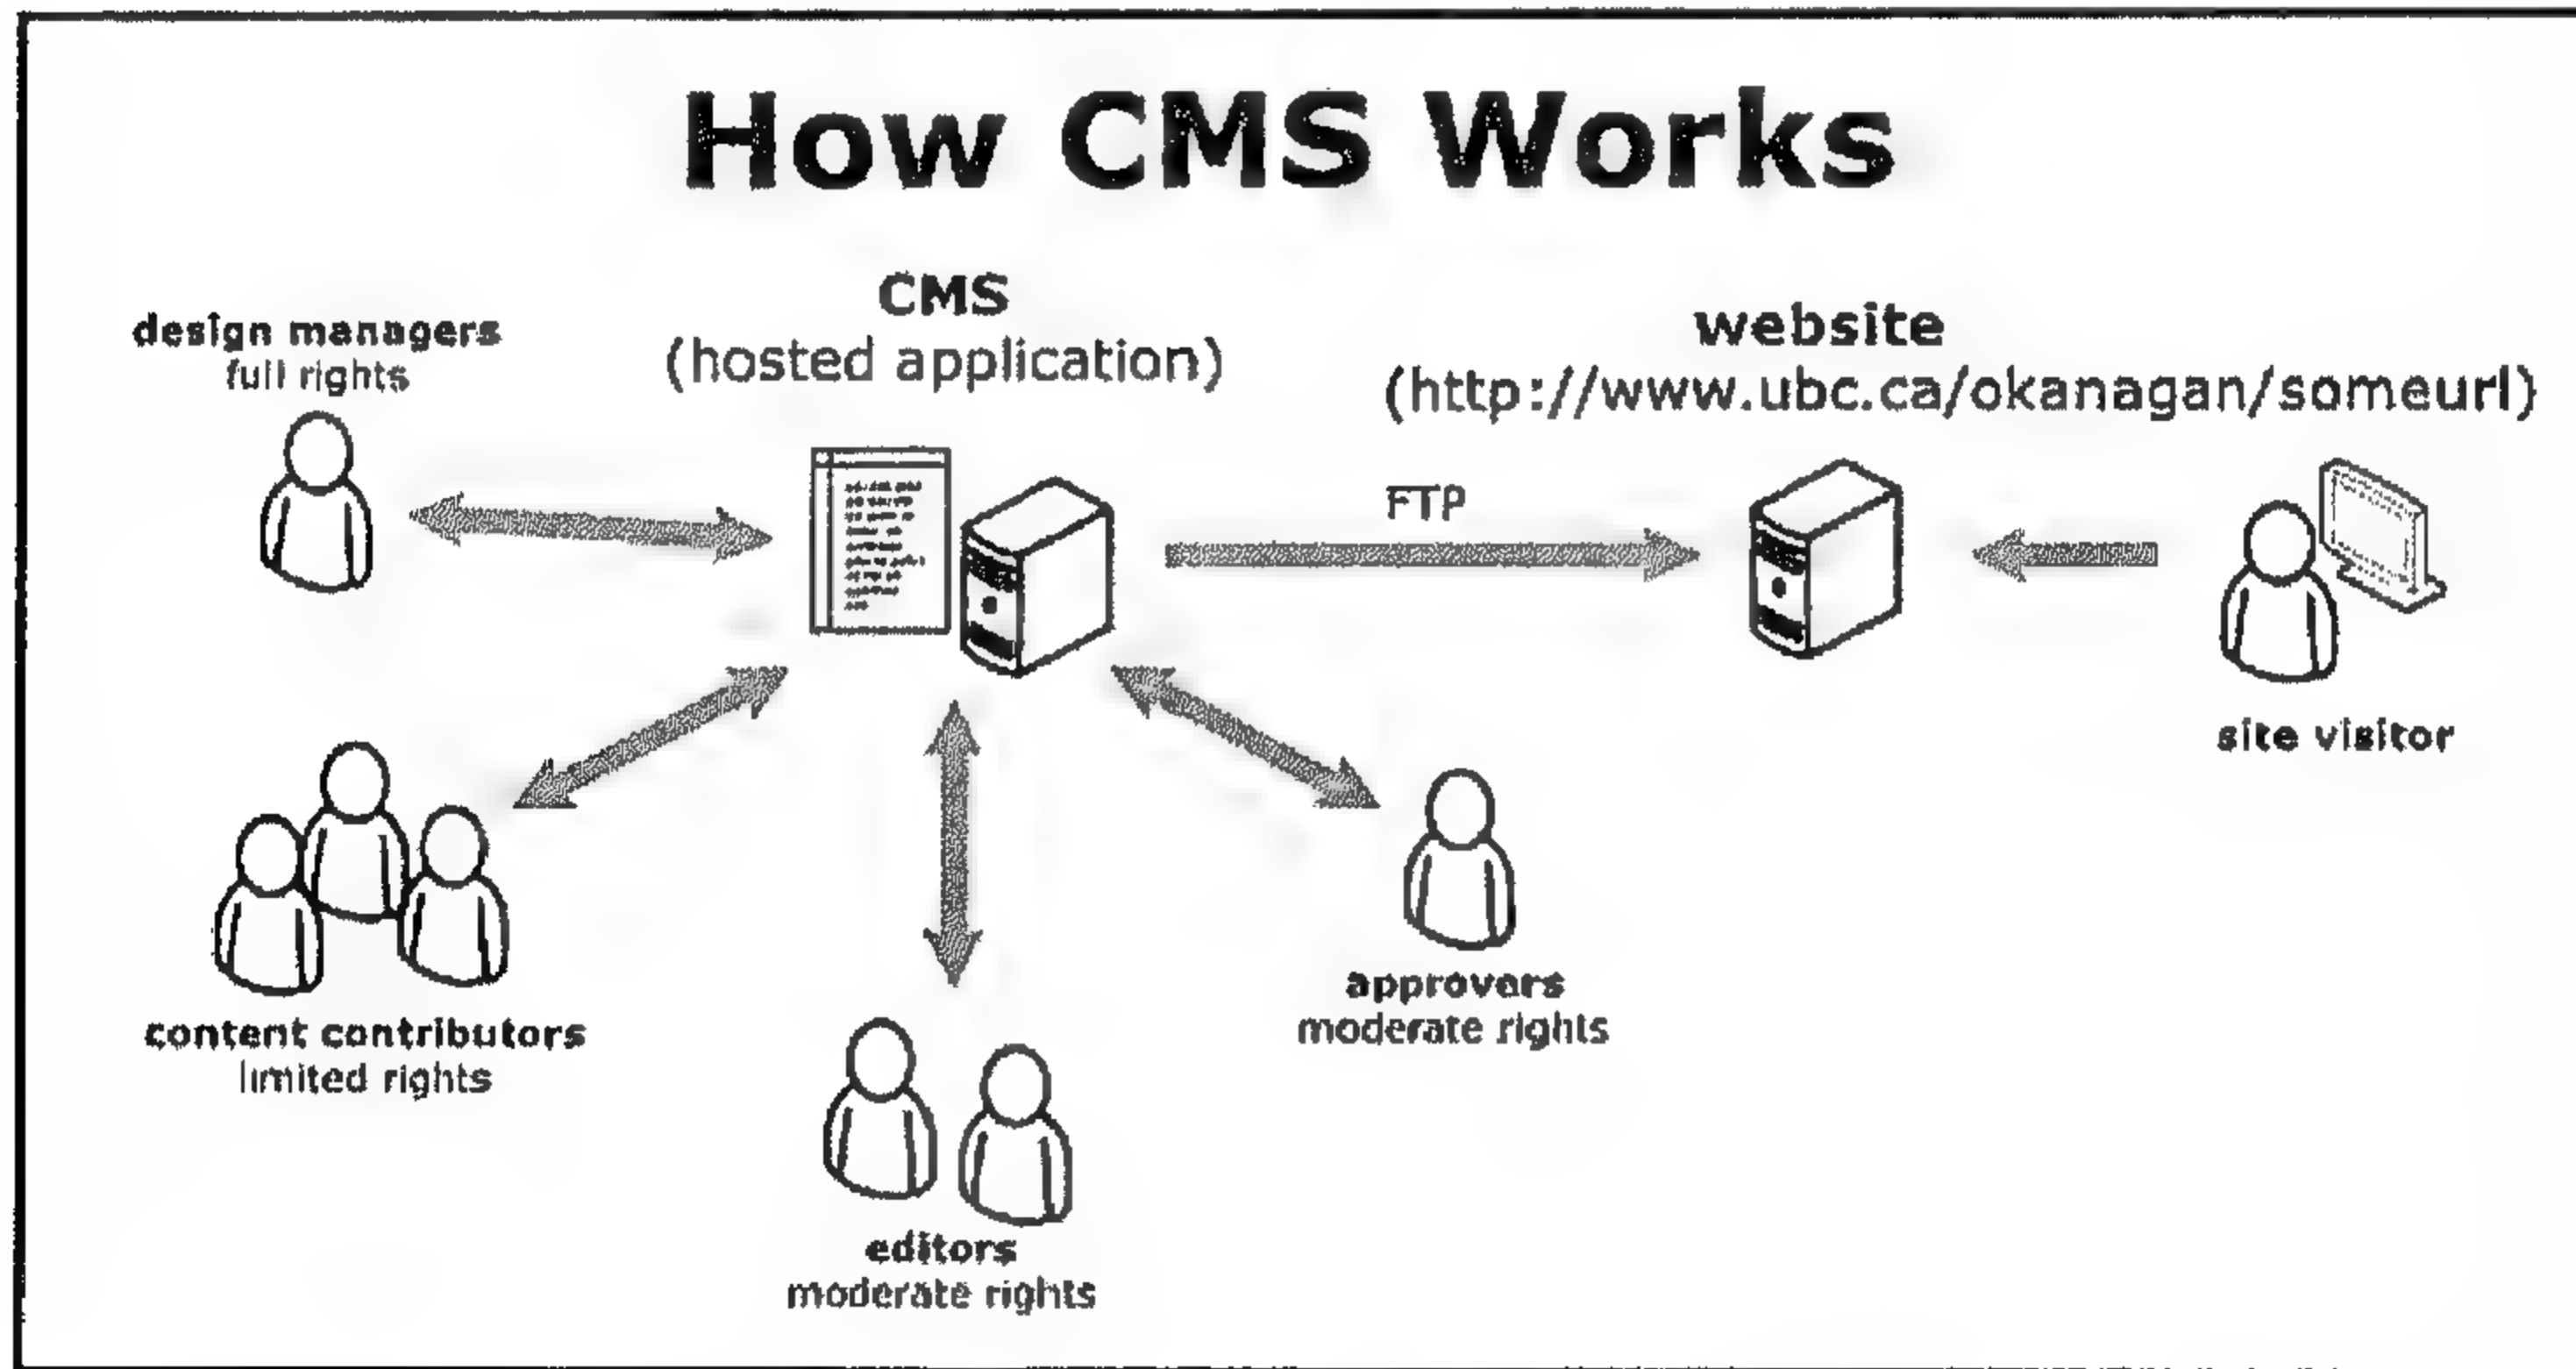 How CMS Works
CMS
(hosted application)
design managers
full rights
website
(http://www.ubc.ca/okanagan/someurl)
FTP
site visitor
content contributors
limited rights
approvers
moderate rights
editors
moderate rights